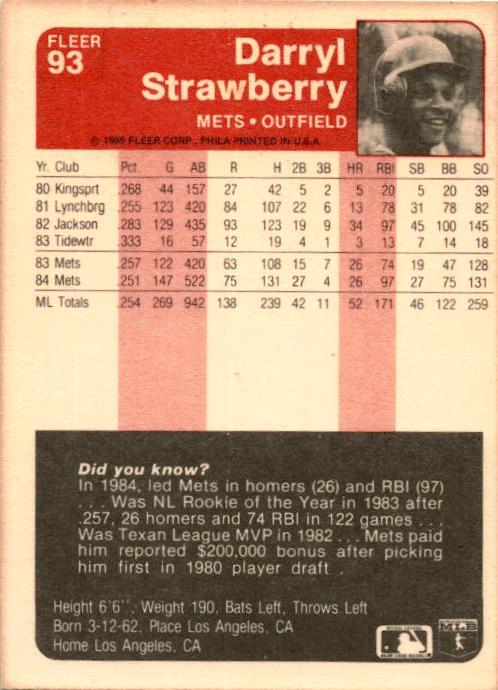 FLEER
93
Darryl
Strawberry
METS • OUTFIELD
© 1985 FLEER CORP., PHILA PRINTED IN U.S.A.
Yr. Club Pct. G AB R H 2B 3B HR RBI SB BB SO
80 Kingsprt .268 44 157 27 42 5 2 5 20 5 20 39
81 Lynchbrg .255 123 420 84 107 22 6 13 78 31 78 82
82 Jackson .283 129 435 93 123 19 9 34 97 45 100 145
83 Tidewtr .333 16 57 12 19 4 1 3 13 7 14 18
83 Mets .257 122 420 63 108 15 7 26 74 19 47 128
84 Mets .251 147 522 75 131 27 4 26 97 27 75 131
ML Totals .254 269 942 138 239 42 11 52 171 46 122 259
Did you know?
In 1984, led Mets in homers (26) and RBI (97)
. . . Was NL Rookie of the Year in 1983 after
.257, 26 homers and 74 RBI in 122 games . . .
Was Texan League MVP in 1982 . . . Mets paid
him reported $200,000 bonus after picking
him first in 1980 player draft .
Height 6'6'', Weight 190, Bats Left, Throws Left
Born 3-12-62, Place Los Angeles, CA
Home Los Angeles, CA